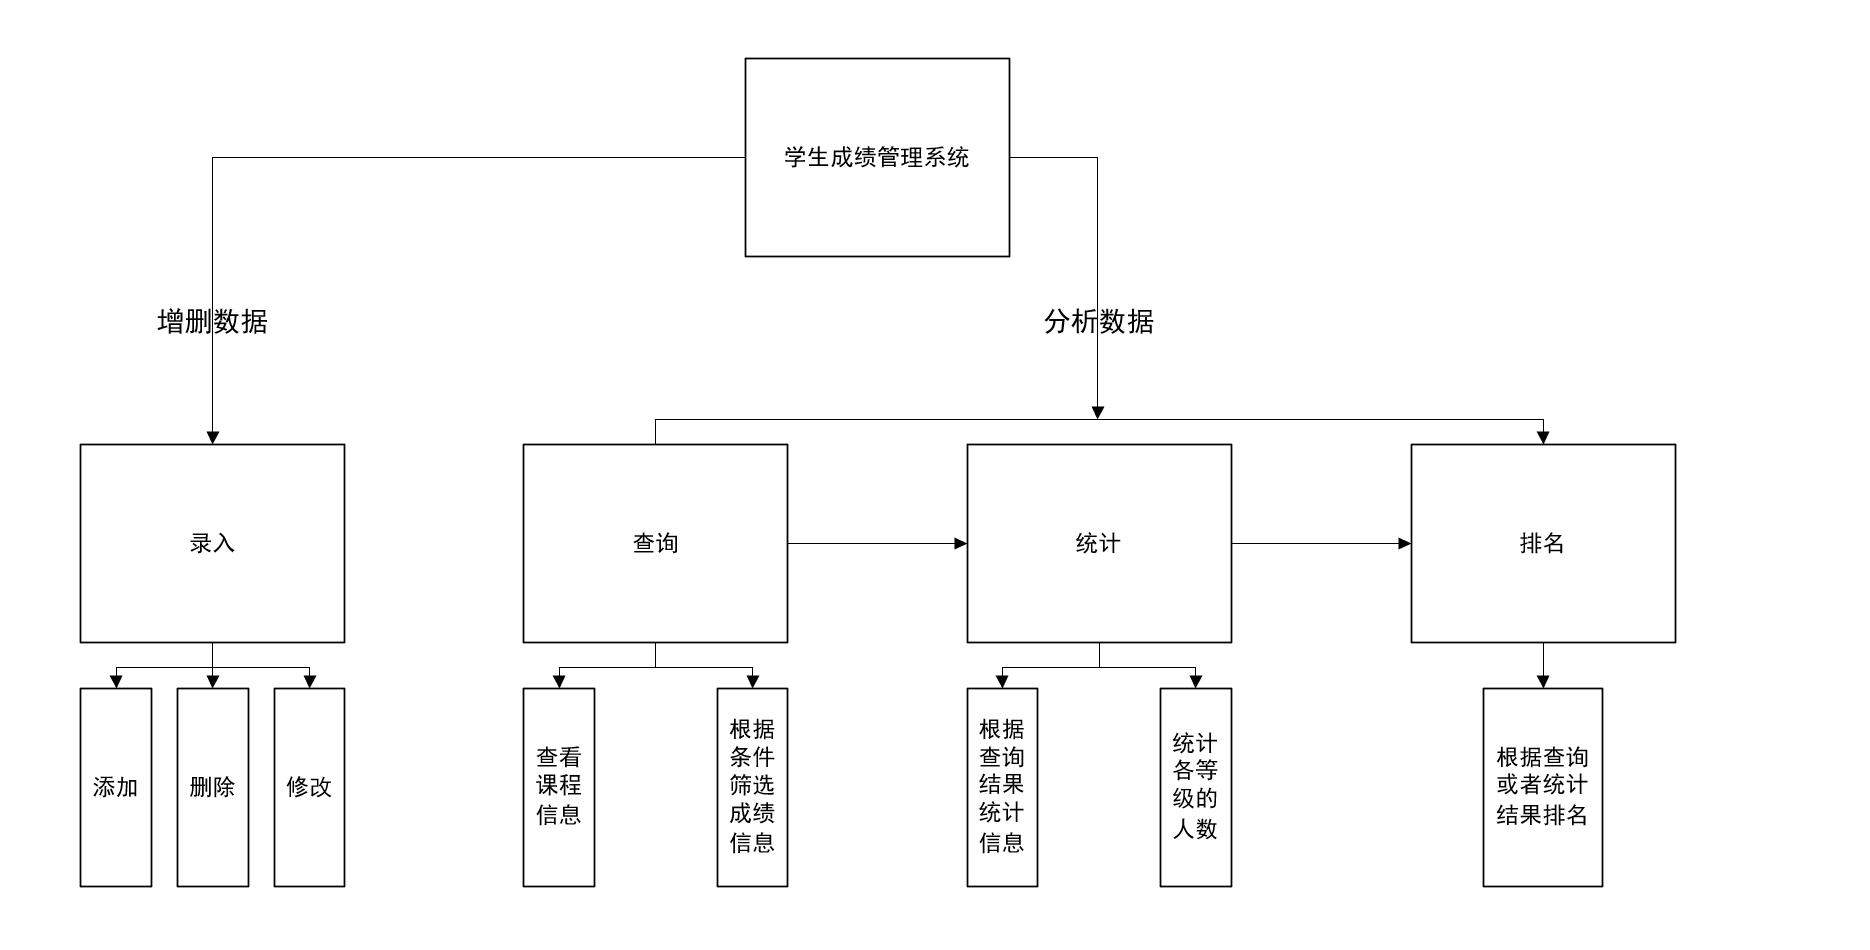 学生成绩管理系统
增删数据
分析数据
录入
查询
统计
排名
添加
删除
修改
查看
课程
信息
根据
条件
筛选
成绩
信息
根据
查询
结果
统计
信息
统计
各等
级的
人数
根据查询
或者统计
结果排名